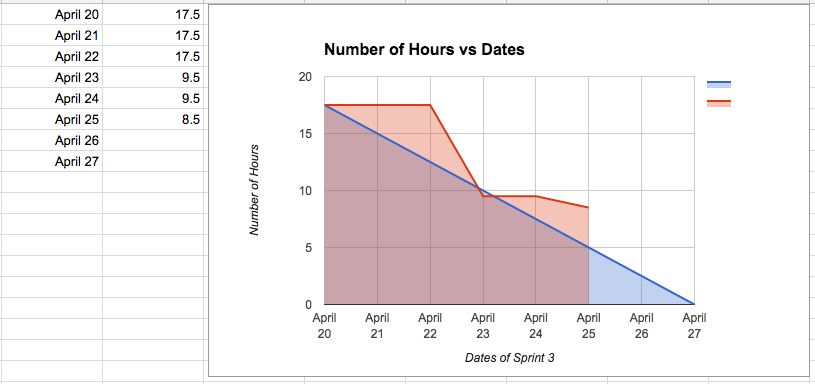 April 20 17.5
April 21 17.5
April 22 17.5
April 23 9.5
April 24 9.5
April 25 8.5
April 26
April 27
Number of Hours vs Dates
Number of Hours
20
15
10
5
0
April April April April April April April April
20 21 22 23 24 25 26 27
Dates of Sprint 3